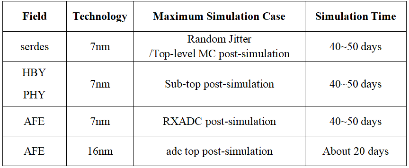 Field Technology Maximum Simulation Case Simulation Time
serdes 7nm Random Jitter
/Top-level MC post-simulation 40~50 days
HBY
PHY 7nm Sub-top post-simulation 40~50 days
AFE 7nm RXADC post-simulation 40~50 days
AFE 16nm adc top post-simulation About 20 days